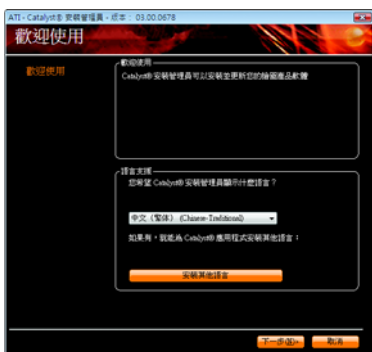 ATI - Catalyst® 安裝管理員 - 版本： 03.00.0678
歡迎使用
歡迎使用
歡迎使用
Catalyst® 安裝管理員可以安裝並更新您的繪圖產品軟體
語言支援
您希望 Catalyst® 安裝管理員顯示什麼語言？
中文（繁体） (Chinese-Traditional)
如果有，就能為 Catalyst® 應用程式安裝其他語言：
安裝其他語言
下一步(N)>
取消